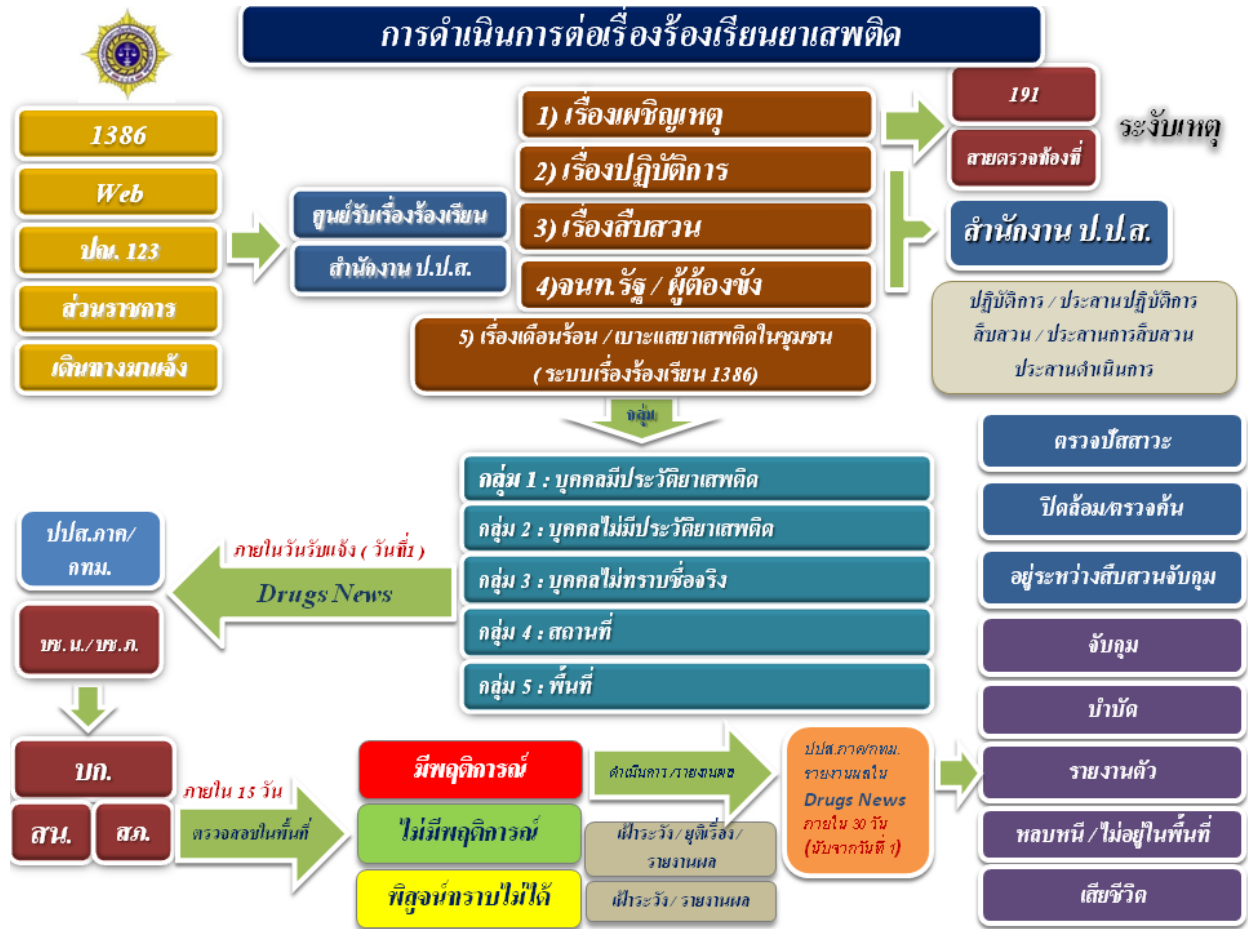 การดำเนินการต่อเรื่องร้องเรียนยาเสพติด
1386
Web
ปณ. 123
ส่วนราชการ
เดินทางมาแจ้ง
ศูนย์รับเรื่องร้องเรียน
สำนักงาน ป.ป.ส.
1) เรื่องเผชิญเหตุ
2) เรื่องปฏิบัติการ
3) เรื่องสืบสวน
4)จนท.รัฐ / ผู้ต้องขัง
5) เรื่องเดือนร้อน / เบาะแสยาเสพติดในชุมชน
( ระบบเรื่องร้องเรียน 1386)
191
สายตรวจท้องที่
ระงับเหตุ
สำนักงาน ป.ป.ส.
ปฏิบัติการ / ประสานปฏิบัติการ
สืบสวน / ประสานการสืบสวน
ประสานดำเนินการ
กลุ่ม
กลุ่ม 1 : บุคคลมีประวัติยาเสพติด
กลุ่ม 2 : บุคคลไม่มีประวัติยาเสพติด
กลุ่ม 3 : บุคคลไม่ทราบชื่อจริง
กลุ่ม 4 : สถานที่
กลุ่ม 5 : พื้นที่
ภายในวันรับแจ้ง ( วันที่1 )
Drugs News
ปปส.ภาค/
กทม.
บช.น./บช.ภ.
บก.
สน.
สภ.
ภายใน 15 วัน
ตรวจสอบในพื้นที่
มีพฤติการณ์
ไม่มีพฤติการณ์
พิสูจน์ทราบไม่ได้
ดำเนินการ/รายงานผล
เฝ้าระวัง/ ยุติเรื่อง/
รายงานผล
เฝ้าระวัง/ รายงานผล
ปปส.ภาค/กทม.
รายงานผลใน
Drugs News
ภายใน 30 วัน
(นับจากวันที่ 1)
ตรวจปัสสาวะ
ปิดล้อม/ตรวจค้น
อยู่ระหว่างสืบสวนจับกุม
จับกุม
บำบัด
รายงานตัว
หลบหนี / ไม่อยู่ในพื้นที่
เสียชีวิต